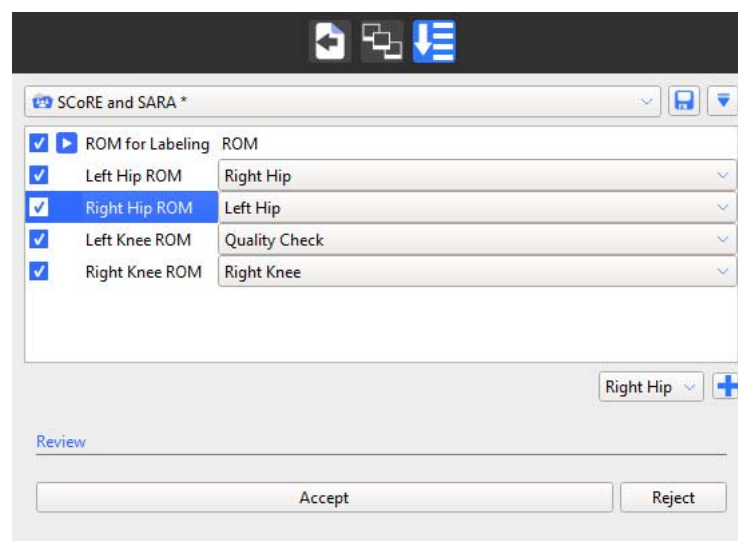 SCoRE and SARA *
ROM for Labeling ROM
Left Hip ROM Right Hip
Right Hip ROM Left Hip
Left Knee ROM Quality Check
Right Knee ROM Right Knee
Right Hip
Review
Accept Reject